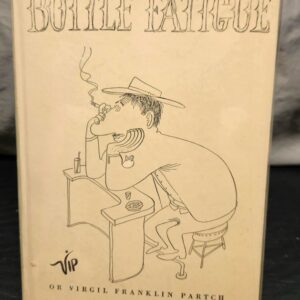 BOTTLE FATIGUE
VIP
OR VIRGIL FRANKLIN PARTCH